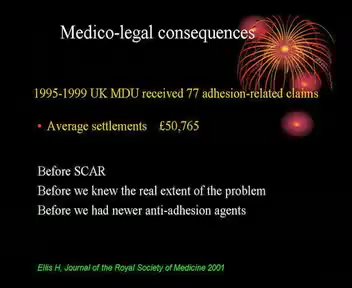 Medico-legal consequences
1995-1999 UK MDU received 77 adhesion-related claims
• Average settlements £50,765
Before SCAR
Before we knew the real extent of the problem
Before we had newer anti-adhesion agents
Ellis H, Journal of the Royal Society of Medicine 2001